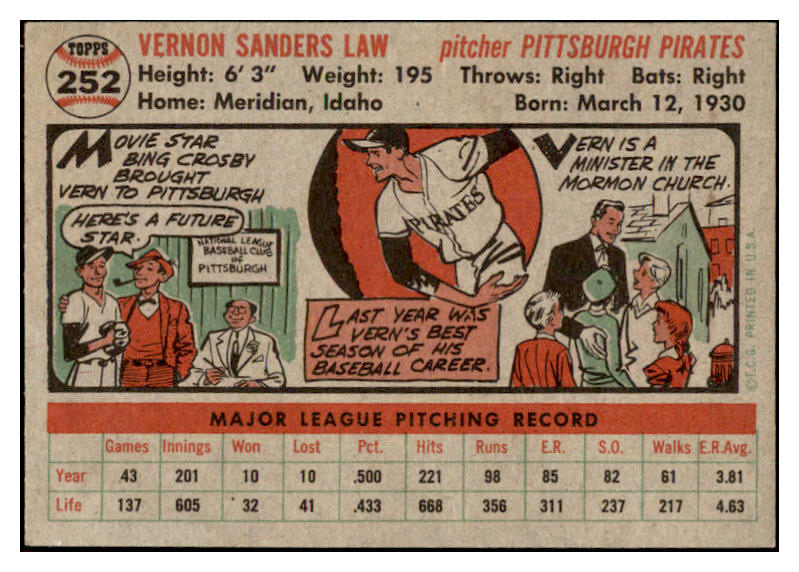 TOPPS
252
VERNON SANDERS LAW pitcher PITTSBURGH PIRATES
Height: 6' 3" Weight: 195 Throws: Right Bats: Right
Home: Meridian, Idaho Born: March 12, 1930
MOVIE STAR
BING CROSBY
BROUGHT
VERN TO PITTSBURGH
HERE'S A FUTURE
STAR.
NATIONAL LEAGUE
BASEBALL CLUB
OF
PITTSBURGH
PIRATES
LAST YEAR WAS
VERN'S BEST
SEASON OF HIS
BASEBALL CAREER.
VERN IS A
MINISTER IN THE
MORMON CHURCH.
©T.C.G. PRINTED IN U.S.A.
MAJOR LEAGUE PITCHING RECORD
Games Innings Won Lost Pct. Hits Runs E.R. S.O. Walks E.R.Avg.
Year 43 201 10 10 .500 221 98 85 82 61 3.81
Life 137 605 32 41 .433 668 356 311 237 217 4.63